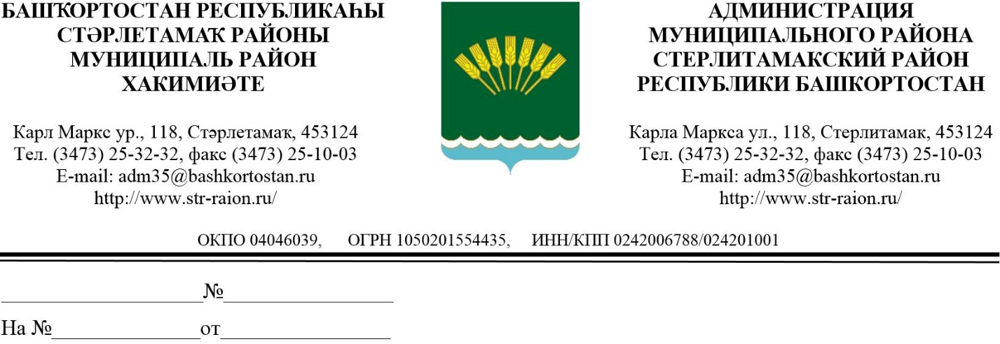 БАШҠОРТОСТАН РЕСПУБЛИКАҺЫ
СТӘРЛЕТАМАҠ РАЙОНЫ
МУНИЦИПАЛЬ РАЙОН
ХАКИМИӘТЕ
Карл Маркс ур., 118, Стәрлетамаҡ, 453124
Тел. (3473) 25-32-32, факс (3473) 25-10-03
E-mail: adm35@bashkortostan.ru
http://www.str-raion.ru/
АДМИНИСТРАЦИЯ
МУНИЦИПАЛЬНОГО РАЙОНА
СТЕРЛИТАМАКСКИЙ РАЙОН
РЕСПУБЛИКИ БАШКОРТОСТАН
Карла Маркса ул., 118, Стерлитамак, 453124
Тел. (3473) 25-32-32, факс (3473) 25-10-03
E-mail: adm35@bashkortostan.ru
http://www.str-raion.ru/
ОКПО 04046039, ОГРН 1050201554435, ИНН/КПП 0242006788/024201001
____________________№_________________
На №_______________от_________________